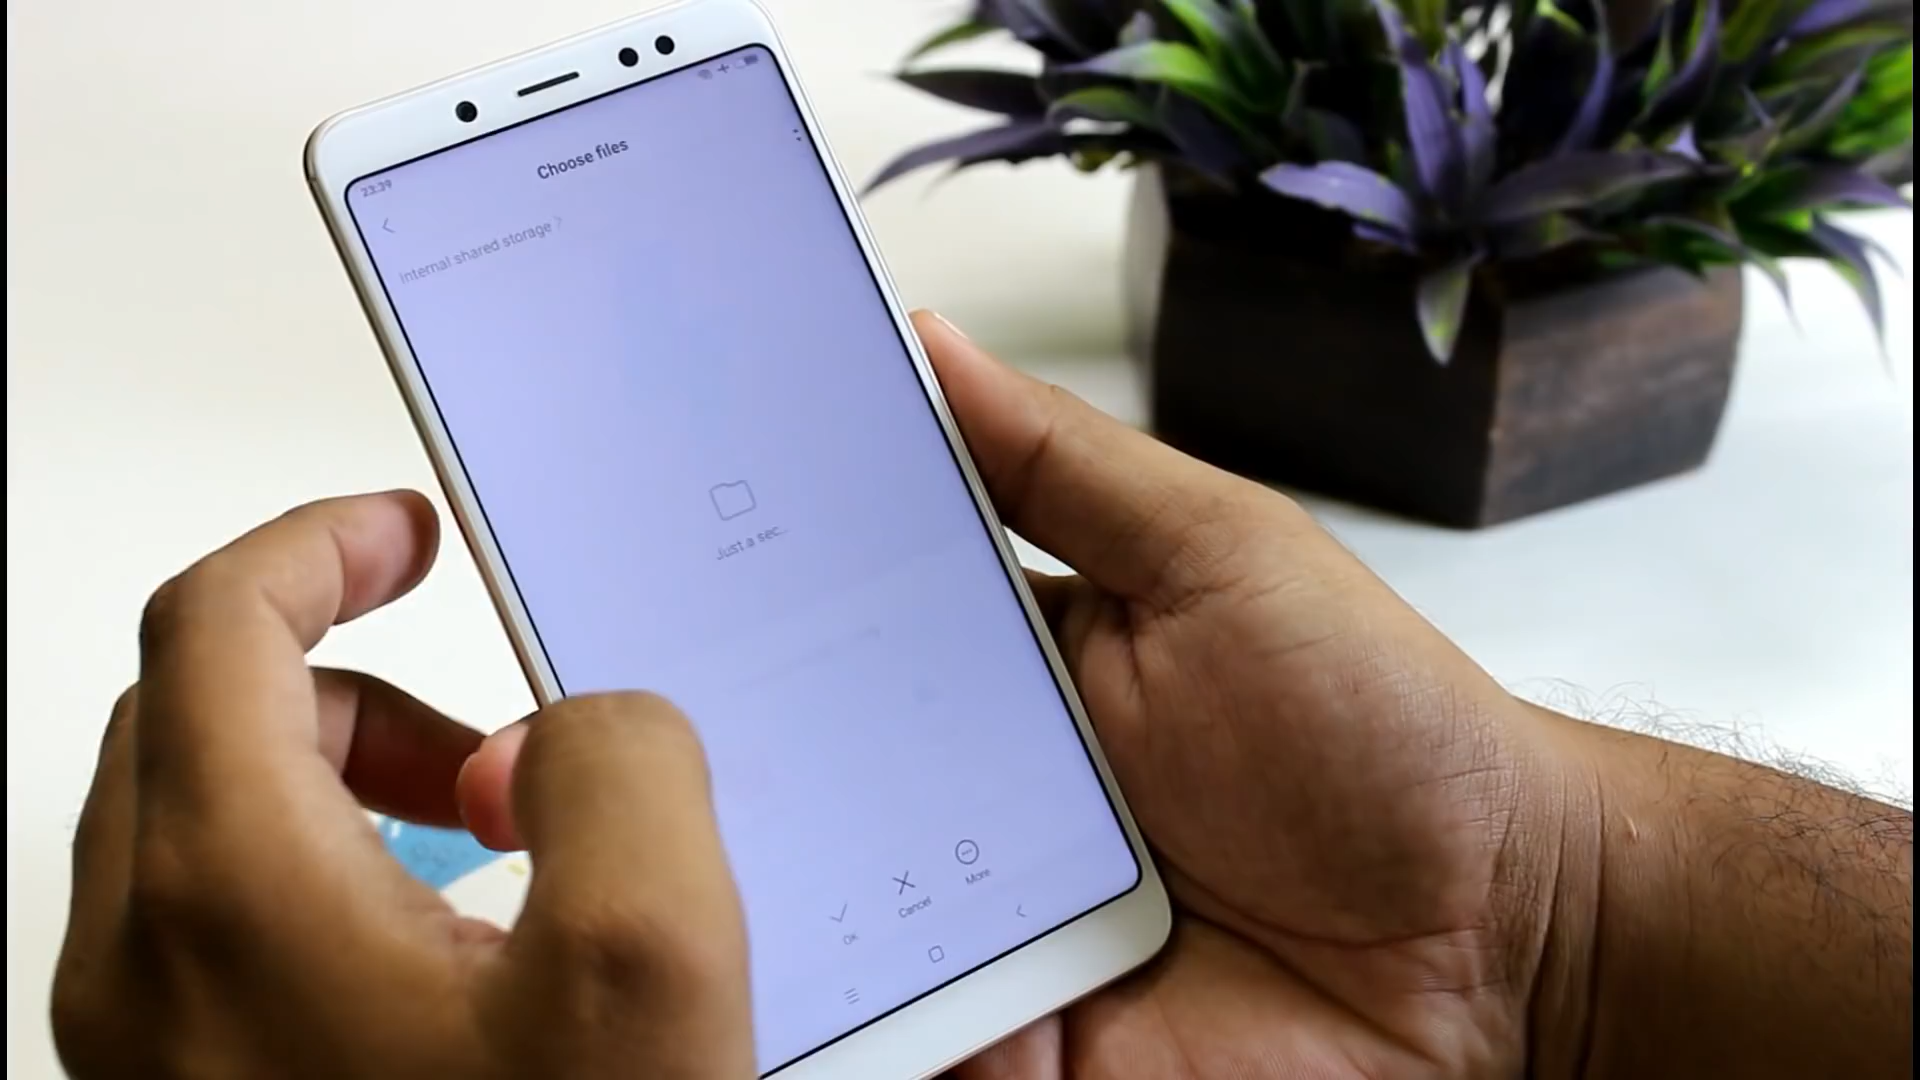 23:39
Choose files
Internal shared storage
Just a sec...
OK
Cancel
More